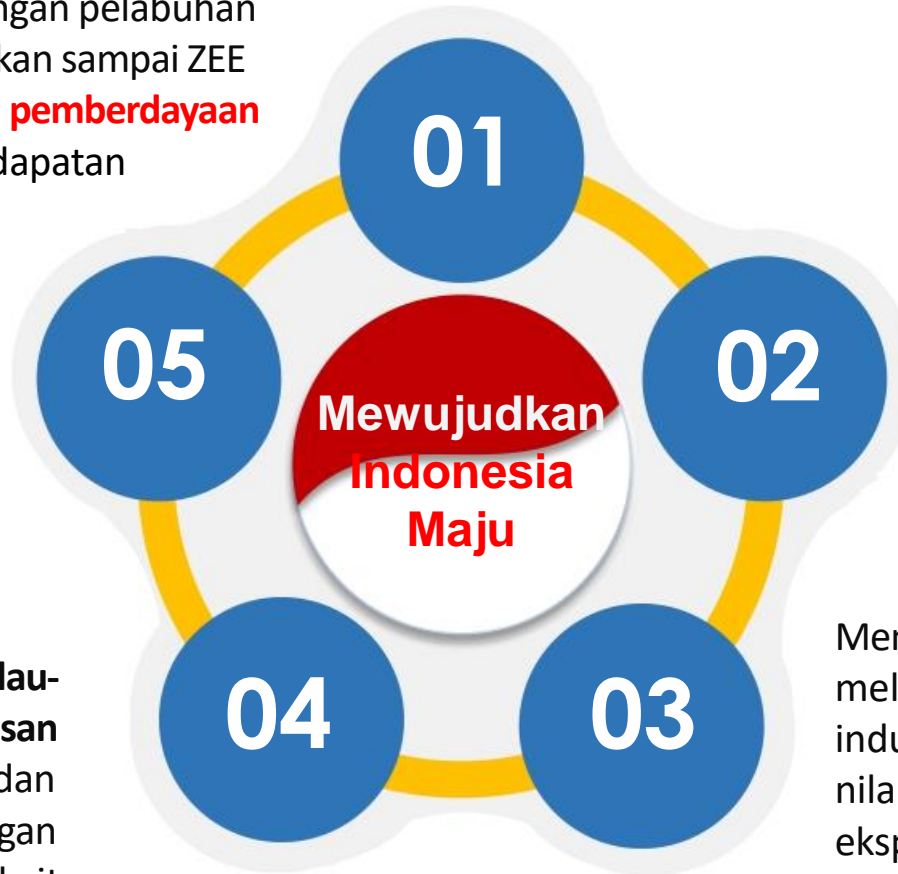 ngan pelabuhan
kan sampai ZEE
pemberdayaan
dapatan
01
05
02
Mewujudkan
Indonesia
Maju
04
03
lau-
san
dan
gan
Mer
mel
indu
nila
eksp